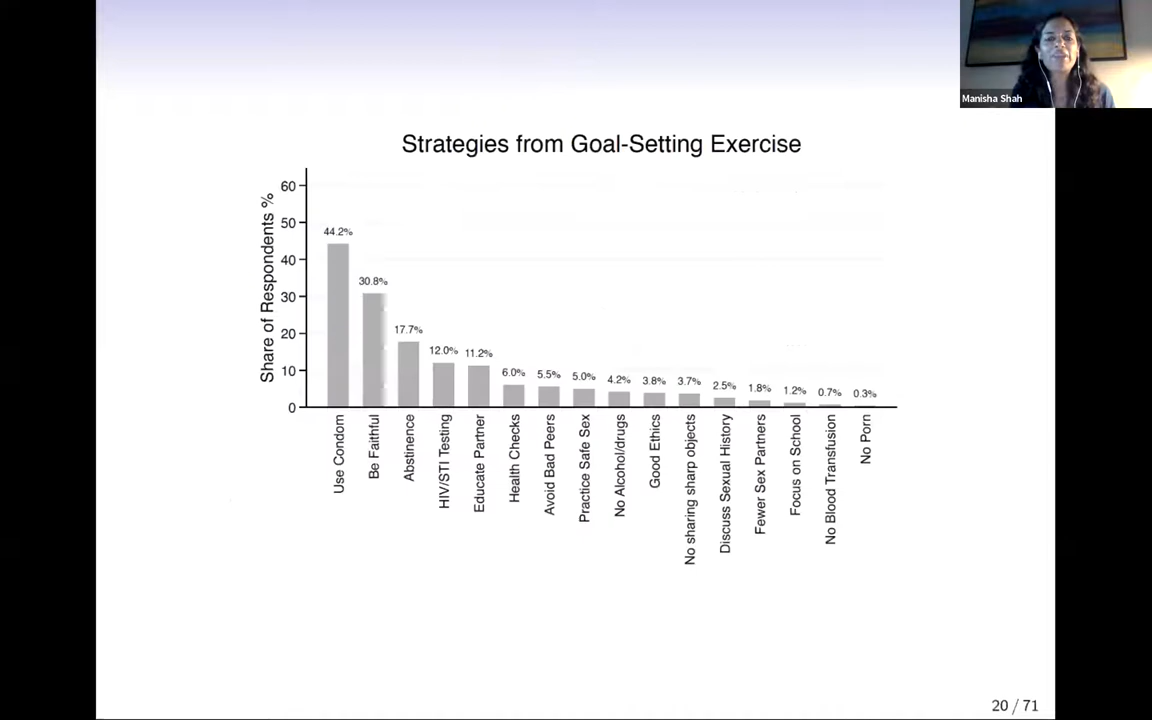 Manisha Shah
Strategies from Goal-Setting Exercise
Share of Respondents %
60
50
40
30
20
10
0
44.2%
30.8%
17.7%
12.0%
11.2%
6.0%
5.5%
5.0%
4.2%
3.8%
3.7%
2.5%
1.8%
1.2%
0.7%
0.3%
Use Condom
Be Faithful
Abstinence
HIV/STI Testing
Educate Partner
Health Checks
Avoid Bad Peers
Practice Safe Sex
No Alcohol/drugs
Good Ethics
No sharing sharp objects
Discuss Sexual History
Fewer Sex Partners
Focus on School
No Blood Transfusion
No Porn
20 / 71